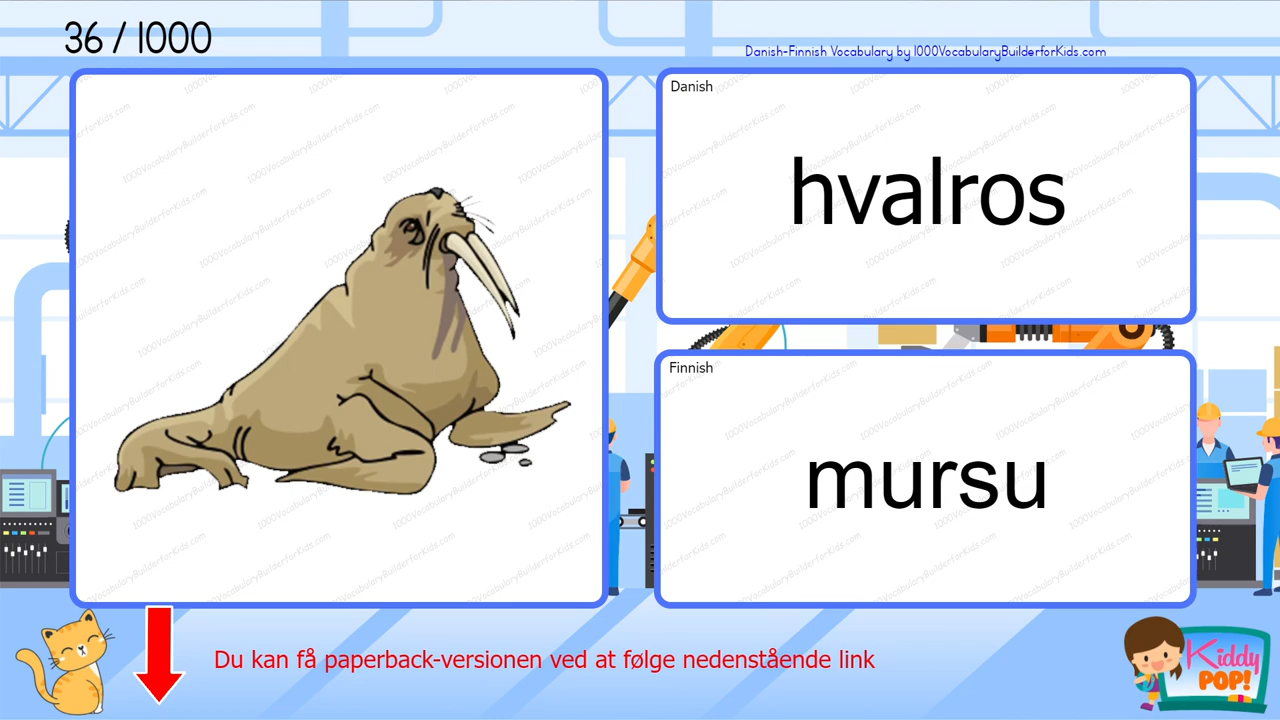 36 / 1000
Danish-Finnish Vocabulary by 1000VocabularyBuilderforKids.com
Danish
hvalros
Finnish
mursu
Du kan få paperback-versionen ved at følge nedenstående link
Kiddy
POP!